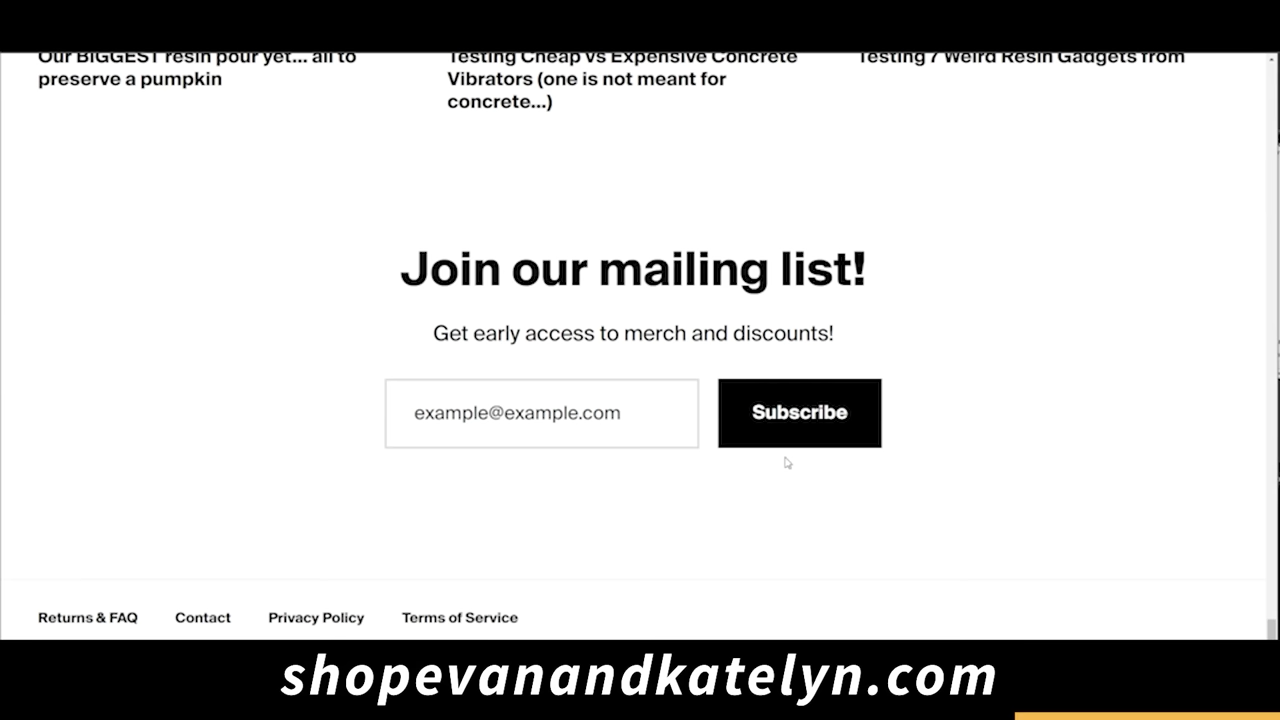 Our BIGGEST resin pour yet... all to
preserve a pumpkin
Testing Cheap vs Expensive Concrete
Vibrators (one is not meant for
concrete...)
Testing 7 Weird Resin Gadgets from
Join our mailing list!
Get early access to merch and discounts!
example@example.com
Subscribe
Returns & FAQ
Contact
Privacy Policy
Terms of Service
shopevanandkatelyn.com